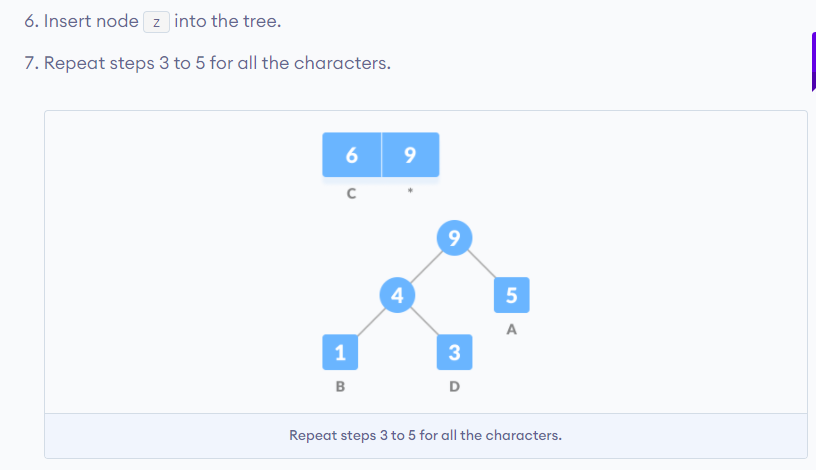 6. Insert node z into the tree.
7. Repeat steps 3 to 5 for all the characters.
6 9
C *
9
4 5
A
1 3
B D
Repeat steps 3 to 5 for all the characters.